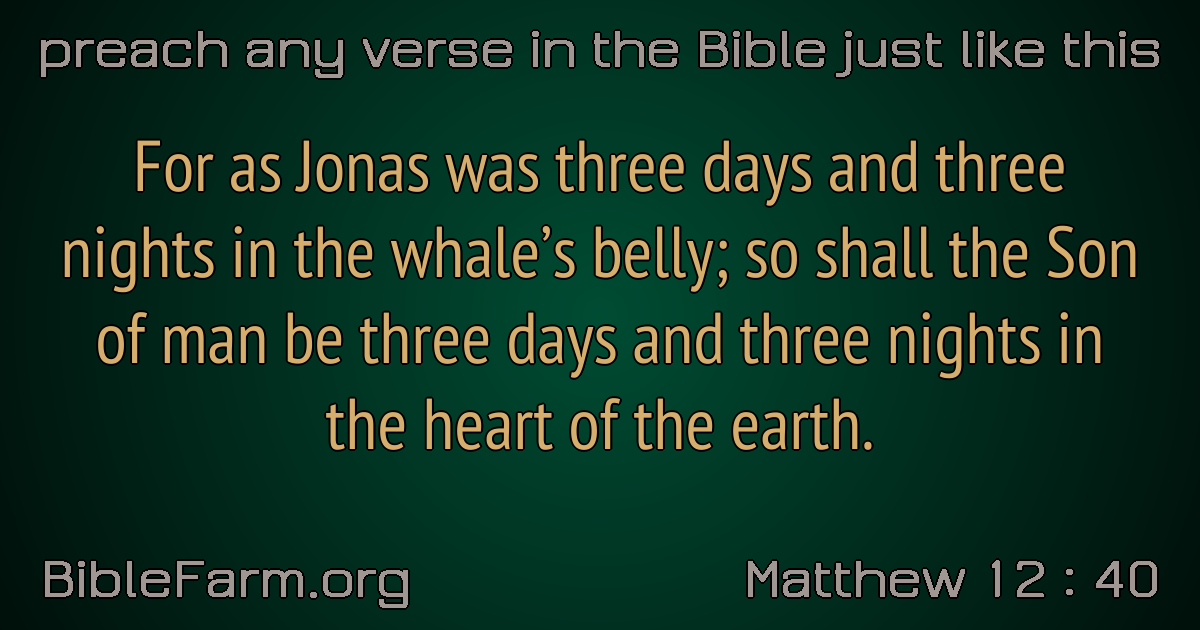 preach any verse in the Bible just like this
For as Jonas was three days and three
nights in the whale’s belly; so shall the Son
of man be three days and three nights in
the heart of the earth.
BibleFarm.org
Matthew 12 : 40